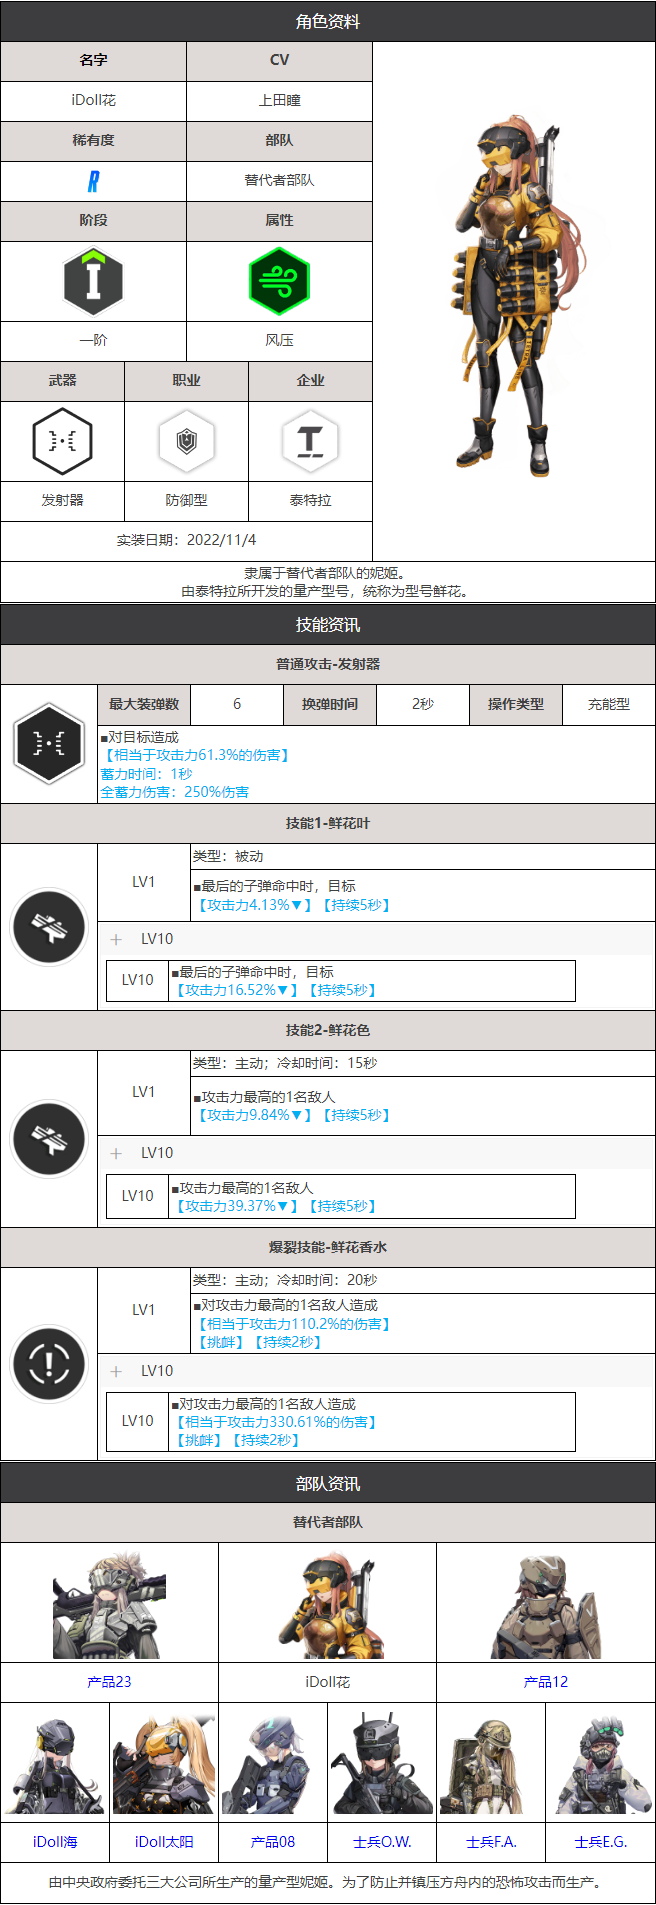 角色资料
名字
CV
iDoll花
上田瞳
稀有度
部队
R
替代者部队
阶段
属性
I
一阶
风压
武器
职业
企业
T
发射器
防御型
泰特拉
实装日期：2022/11/4
隶属于替代者部队的妮姬。
由泰特拉所开发的量产型号，统称为型号鲜花。
技能资讯
普通攻击-发射器
最大装弹数
6
换弹时间
2秒
操作类型
充能型
■对目标造成
【相当于攻击力61.3%的伤害】
蓄力时间：1秒
全蓄力伤害：250%伤害
技能1-鲜花叶
LV1
类型：被动
■最后的子弹命中时，目标
【攻击力4.13%▼】【持续5秒】
＋ LV10
LV10
■最后的子弹命中时，目标
【攻击力16.52%▼】【持续5秒】
技能2-鲜花色
LV1
类型：主动；冷却时间：15秒
■攻击力最高的1名敌人
【攻击力9.84%▼】【持续5秒】
＋ LV10
LV10
■攻击力最高的1名敌人
【攻击力39.37%▼】【持续5秒】
爆裂技能-鲜花香水
LV1
类型：主动；冷却时间：20秒
■对攻击力最高的1名敌人造成
【相当于攻击力110.2%的伤害】
【挑衅】【持续2秒】
＋ LV10
LV10
■对攻击力最高的1名敌人造成
【相当于攻击力330.61%的伤害】
【挑衅】【持续2秒】
部队资讯
替代者部队
产品23
iDoll花
产品12
iDoll海
iDoll太阳
产品08
士兵O.W.
士兵F.A.
士兵E.G.
由中央政府委托三大公司所生产的量产型妮姬。为了防止并镇压方舟内的恐怖攻击而生产。